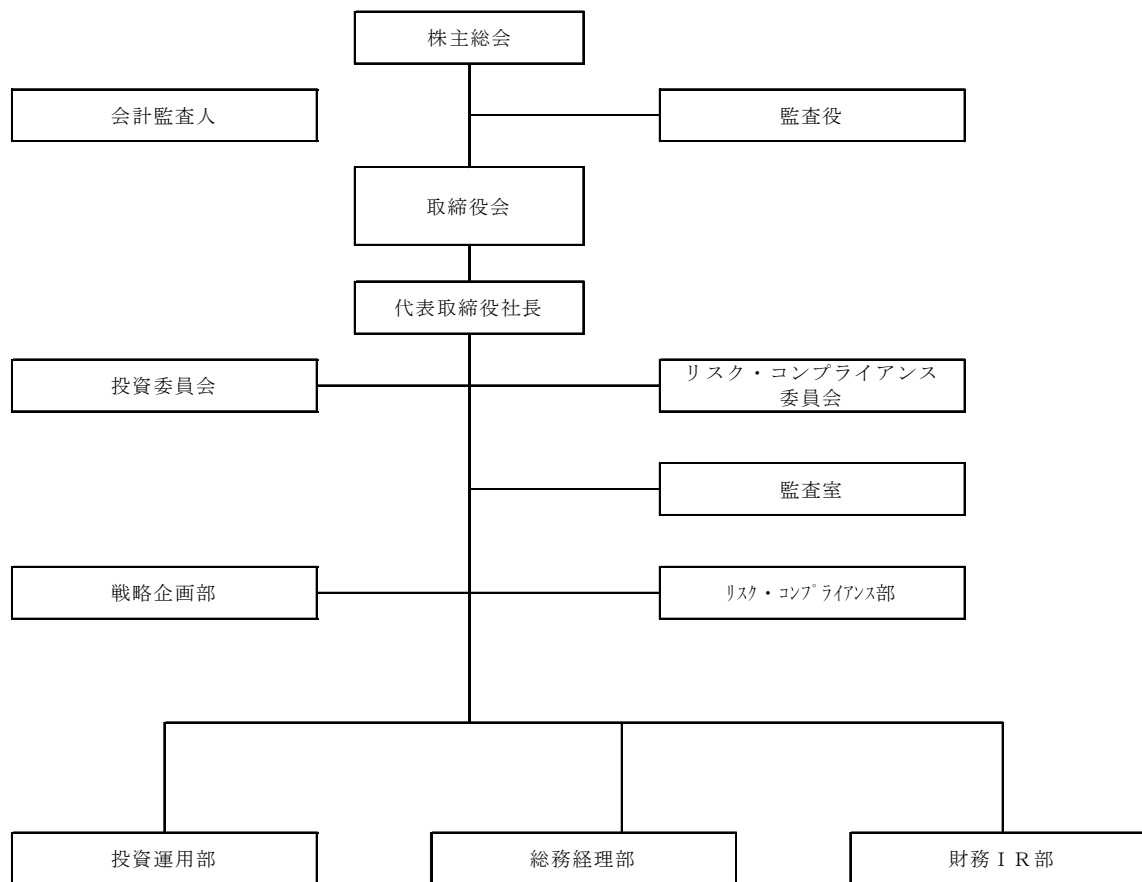 株主総会
会計監査人
監査役
取締役会
代表取締役社長
投資委員会
リスク・コンプライアンス
委員会
監査室
戦略企画部
ﾘｽｸ・ｺﾝﾌﾟﾗｲｱﾝｽ部
投資運用部
総務経理部
財務ＩＲ部